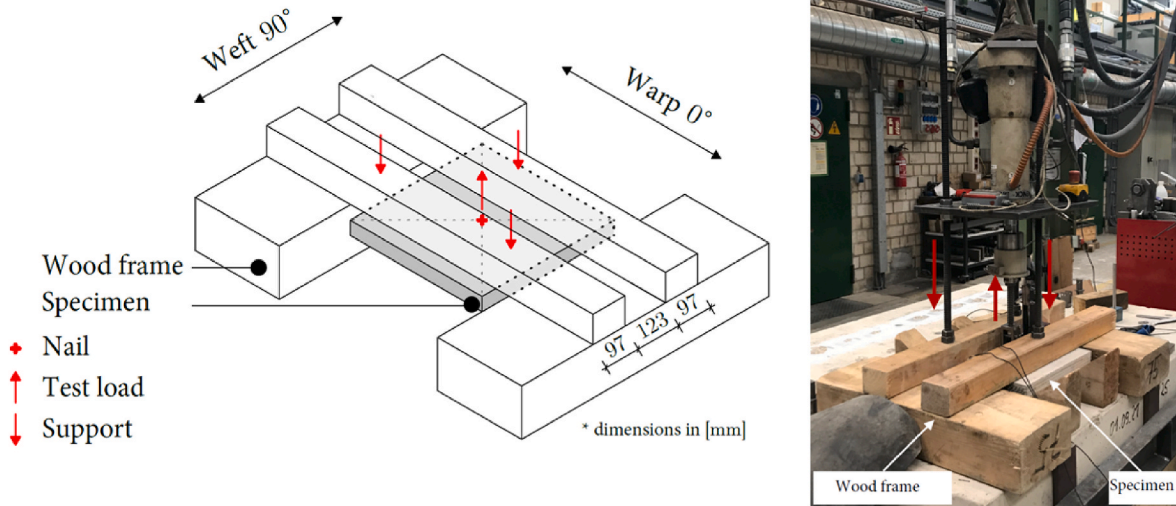 Weft 90°
Warp 0°
Wood frame
Specimen
Nail
Test load
Support
97
123
97
* dimensions in [mm]
Wood frame
Specimen